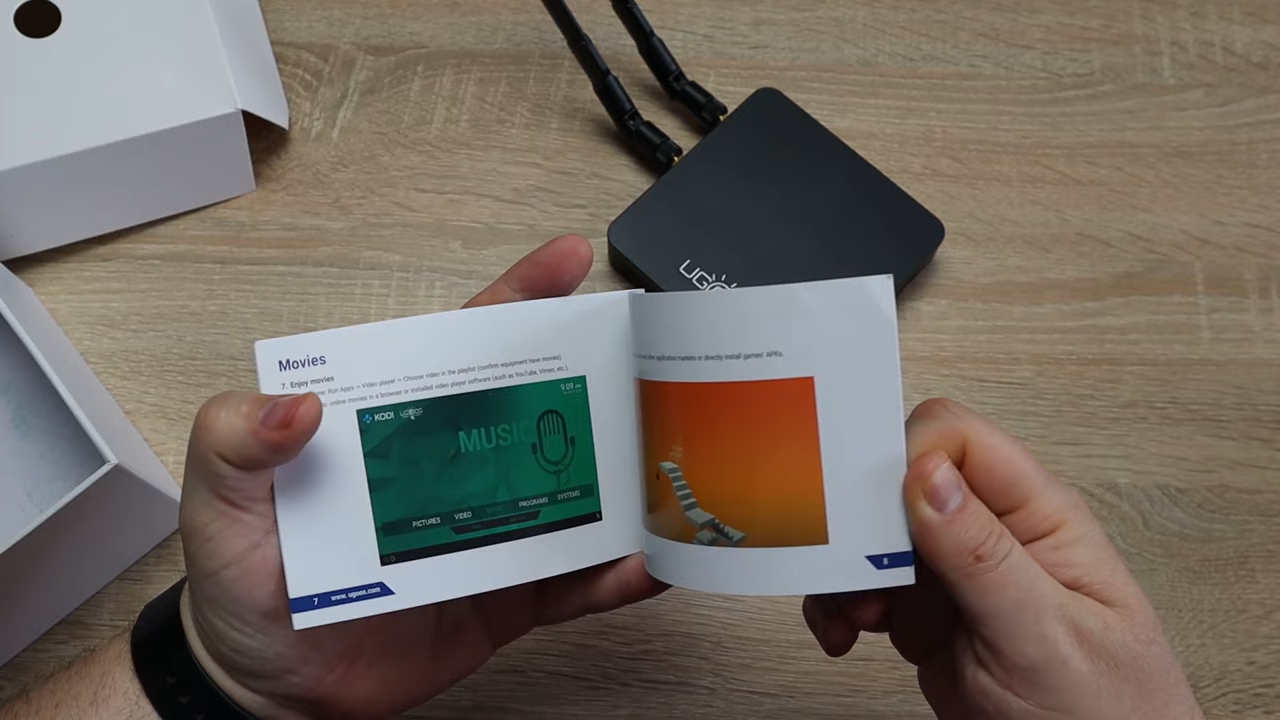 UGOOS
Movies
7. Enjoy movies
Run Apps = Video player = Choose video in the playlist (confirm equipment have movies)
online movies in a browser or installed video player software (such as YouTube, Vimeo, etc.).
KODI UGOOS
9:09
MUSIC
PICTURES VIDEO PROGRAMS SYSTEMS
7 www.ugoos.com
other application markets or directly install games' APKs.
8